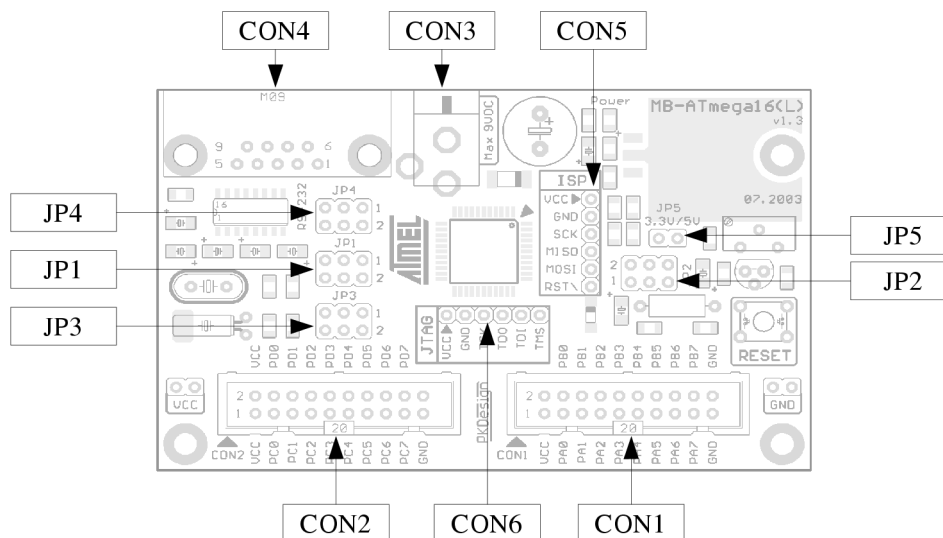 CON4
CON3
CON5
M09
Max 9VDC
Power
MB-ATmega16(L)
v1.3
9
6
5
1
ISP
VCC
GND
SCK
MISO
MOSI
RST\
07.2003
JP5
3.3V/5V
JP4
16
1
JP4
1
2
ATMEL
JP5
JP1
JP1
1
2
2
1
JP2
JP3
JP3
1
2
JTAG
VCC
GND
TDO
TDI
TMS
RESET
VCC PD0 PD1 PD2 PD3 PD4 PD5 PD6 PD7
PB0 PB1 PB2 PB3 PB4 PB5 PB6 PB7 GND
VCC
2
1
20
CON2
VCC PC0 PC1 PC2 PC4 PC5 PC6 PC7 GND
PKDesign
2
1
20
CON1
VCC PA0 PA1 PA2 PA3 PA5 PA6 PA7 GND
GND
CON2
CON6
CON1